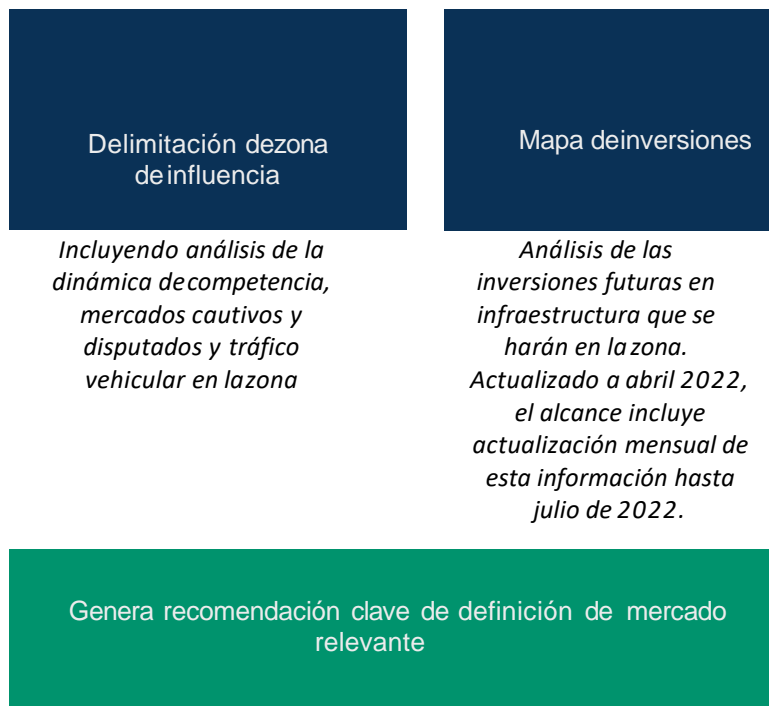 Delimitación dezona
deinfluencia
Incluyendo análisis de la
dinámica decompetencia,
mercados cautivos y
disputados y tráfico
vehicular en lazona
Mapa deinversiones
Análisis de las
inversiones futuras en
infraestructura que se
harán en lazona.
Actualizado a abril 2022,
el alcance incluye
actualización mensual de
esta información hasta
julio de 2022.
Genera recomendación clave de definición de mercado
relevante